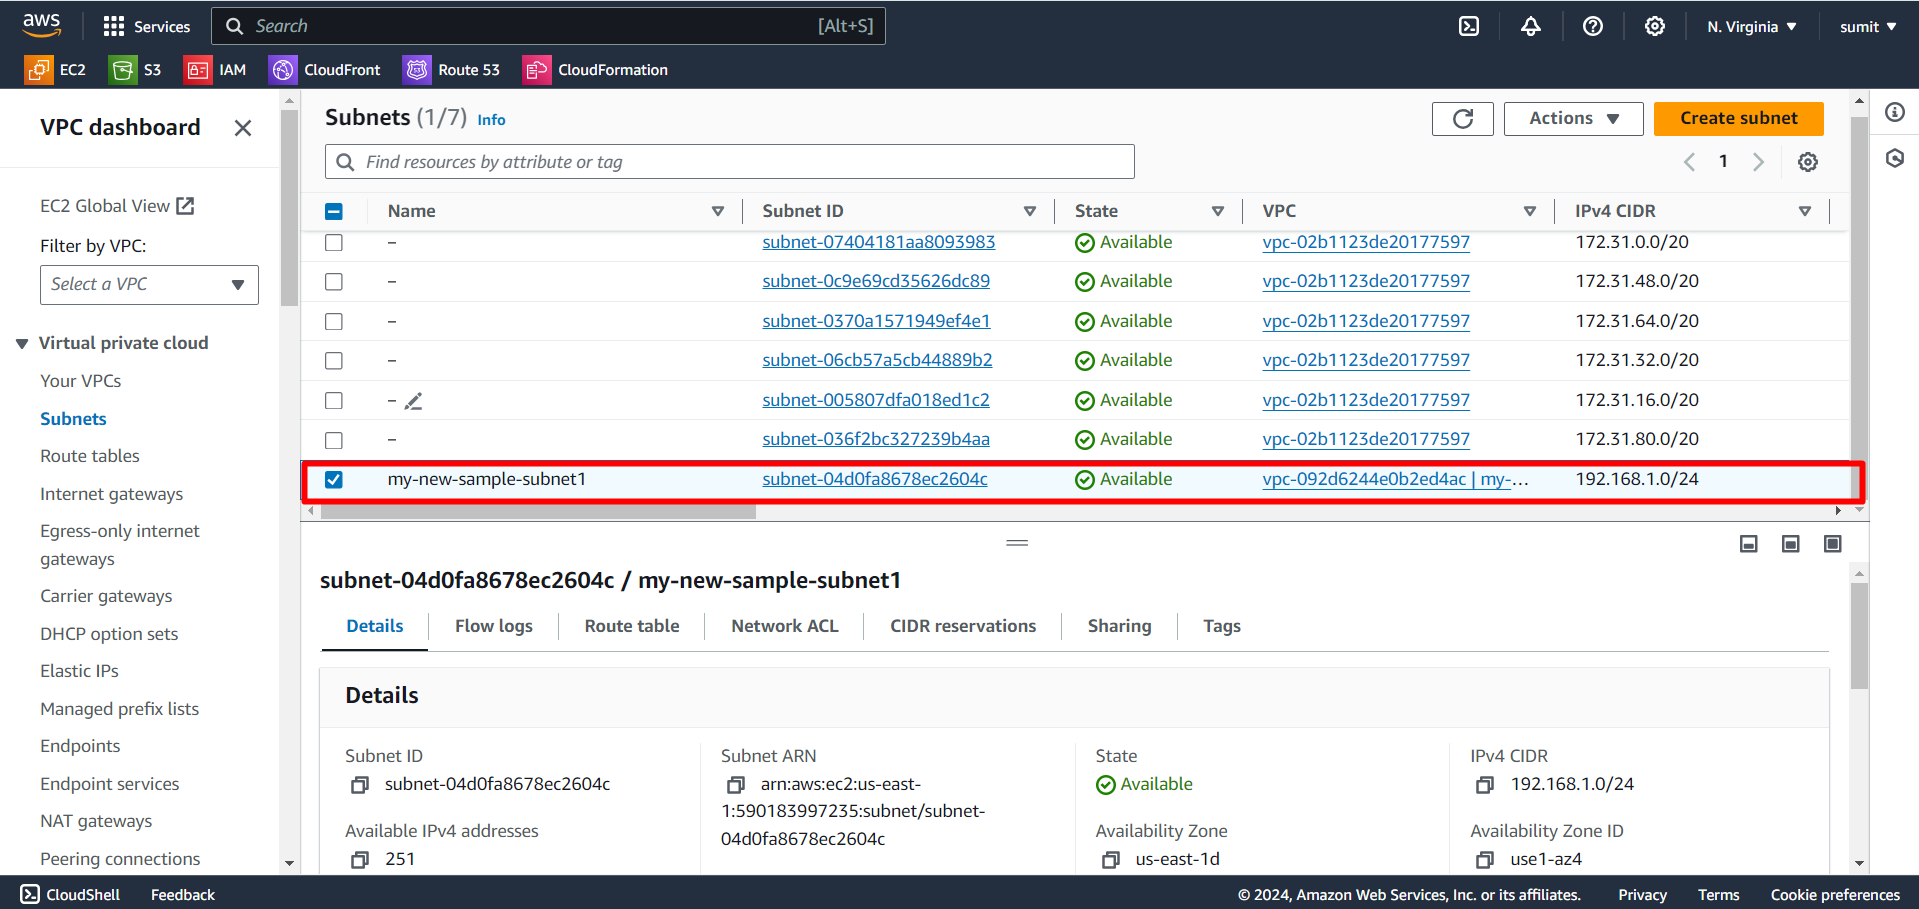 aws
Services
Search [Alt+S]
N. Virginia
sumit
EC2 S3 IAM CloudFront Route 53 CloudFormation
VPC dashboard
EC2 Global View
Filter by VPC:
Select a VPC
Virtual private cloud
Your VPCs
Subnets
Route tables
Internet gateways
Egress-only internet
gateways
Carrier gateways
DHCP option sets
Elastic IPs
Managed prefix lists
Endpoints
Endpoint services
NAT gateways
Peering connections
Subnets (1/7) Info
Actions
Create subnet
Find resources by attribute or tag
1
Name Subnet ID State VPC IPv4 CIDR
– subnet-07404181aa8093983 Available vpc-02b1123de20177597 172.31.0.0/20
– subnet-0c9e69cd35626dc89 Available vpc-02b1123de20177597 172.31.48.0/20
– subnet-0370a1571949ef4e1 Available vpc-02b1123de20177597 172.31.64.0/20
– subnet-06cb57a5cb44889b2 Available vpc-02b1123de20177597 172.31.32.0/20
– subnet-005807dfa018ed1c2 Available vpc-02b1123de20177597 172.31.16.0/20
– subnet-036f2bc327239b4aa Available vpc-02b1123de20177597 172.31.80.0/20
my-new-sample-subnet1 subnet-04d0fa8678ec2604c Available vpc-092d6244e0b2ed4ac | my-... 192.168.1.0/24
subnet-04d0fa8678ec2604c / my-new-sample-subnet1
Details Flow logs Route table Network ACL CIDR reservations Sharing Tags
Details
Subnet ID
subnet-04d0fa8678ec2604c
Available IPv4 addresses
251
Subnet ARN
arn:aws:ec2:us-east-
1:590183997235:subnet/subnet-
04d0fa8678ec2604c
State
Available
Availability Zone
us-east-1d
IPv4 CIDR
192.168.1.0/24
Availability Zone ID
use1-az4
CloudShell Feedback
© 2024, Amazon Web Services, Inc. or its affiliates. Privacy Terms Cookie preferences